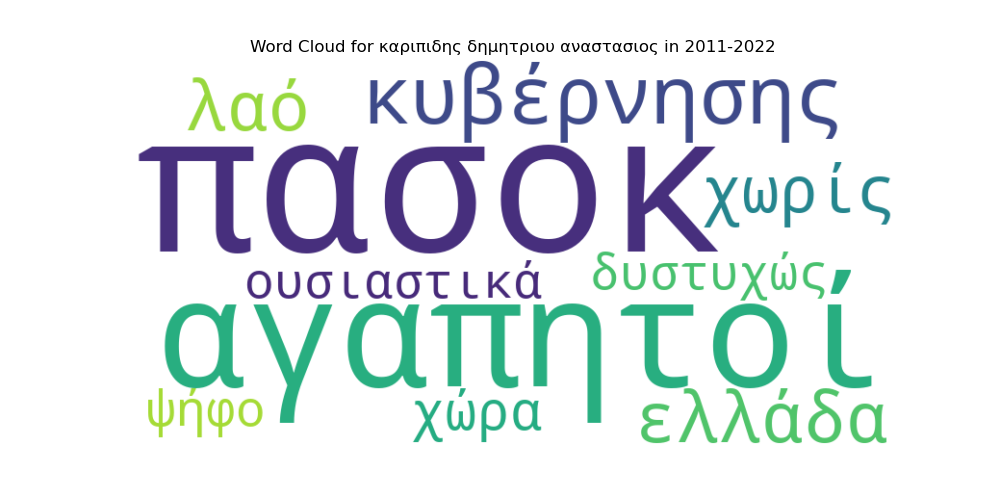 Word Cloud for καριπιδης δημητριου αναστασιος in 2011-2022
λαό
κυβέρνησης
πασοκ
χωρίς
ουσιαστικά
δυστυχώς
αγαπητοί
ψήφο
χώρα
ελλάδα